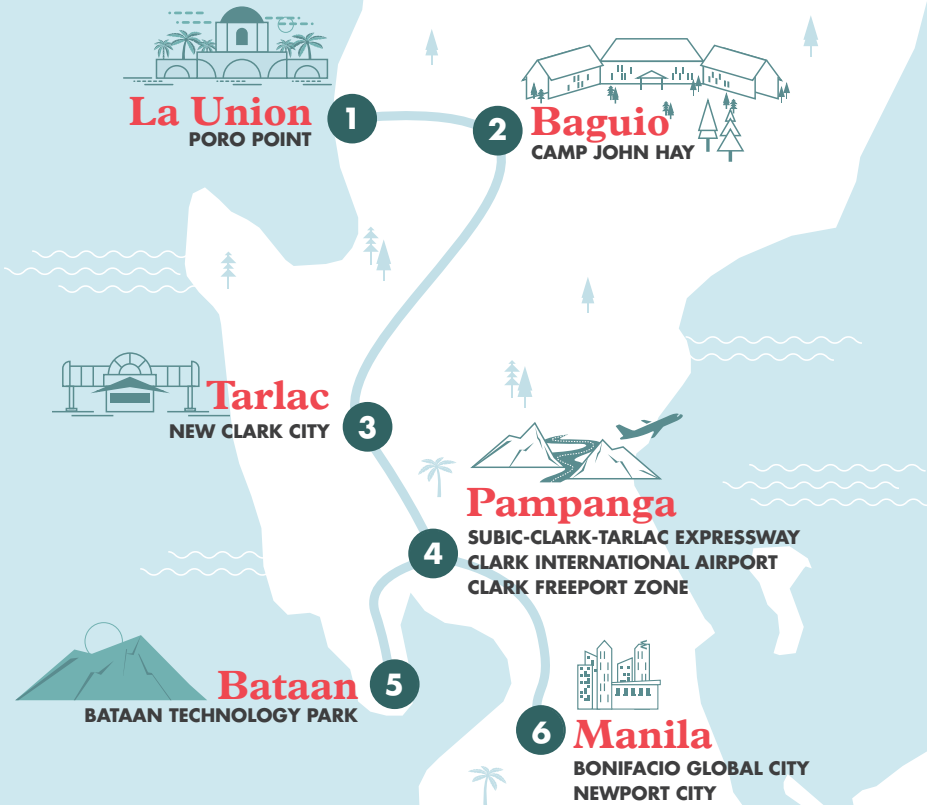 La Union
PORO POINT
1
2
Baguio
CAMP JOHN HAY
Tarlac
NEW CLARK CITY
3
Pampanga
SUBIC-CLARK-TARLAC EXPRESSWAY
CLARK INTERNATIONAL AIRPORT
CLARK FREEPORT ZONE
4
Bataan
BATAAN TECHNOLOGY PARK
5
6
Manila
BONIFACIO GLOBAL CITY
NEWPORT CITY